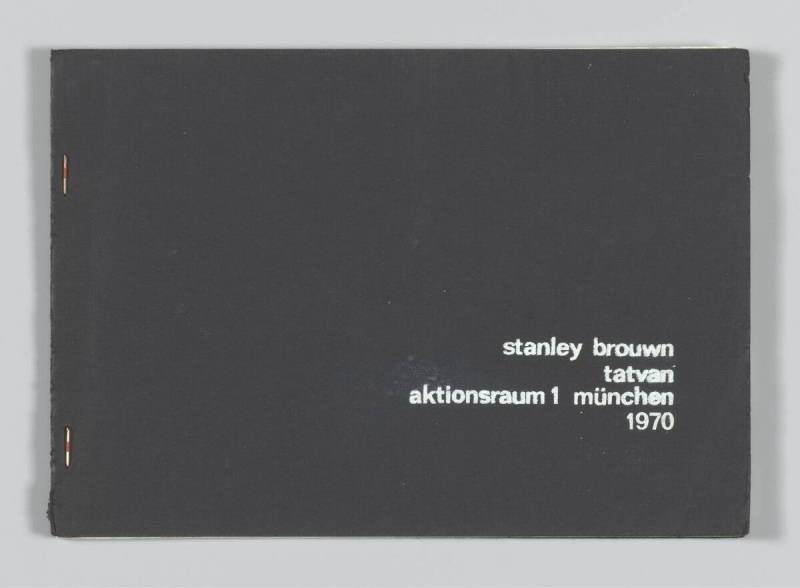 stanley brouwn
tatvan
aktionsraum 1 münchen
1970